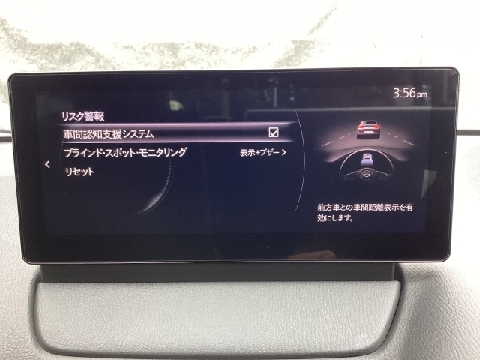 3:56 pm
リスク警報
車間認知支援システム
ブラインド・スポット・モニタリング 表示+ブザー >
リセット
前方車との車間距離表示を有
効にします。